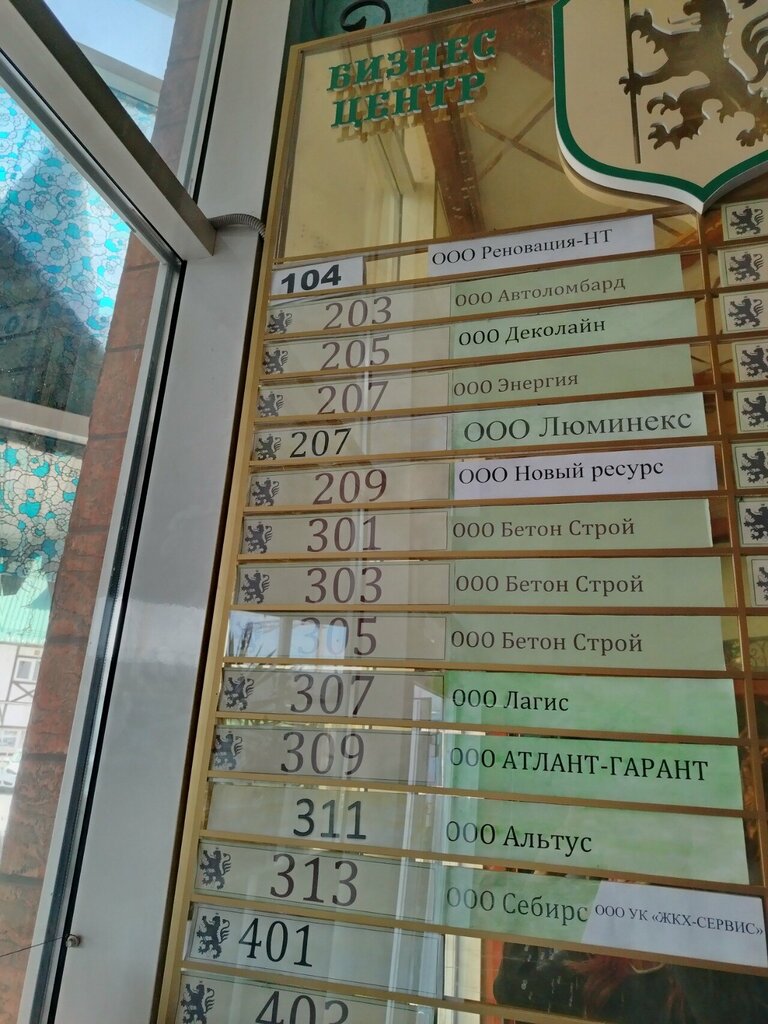 БИЗНЕС
ЦЕНТР
104 ООО Реновация-НТ
203 ООО Автоломбард
205 ООО Деколайн
207 ООО Энергия
207 ООО Люминекс
209 ООО Новый ресурс
301 ООО Бетон Строй
303 ООО Бетон Строй
305 ООО Бетон Строй
307 ООО Лагис
309 ООО АТЛАНТ-ГАРАНТ
311 ООО Альтус
313 ООО Себирс ООО УК «ЖКХ-СЕРВИС»
401